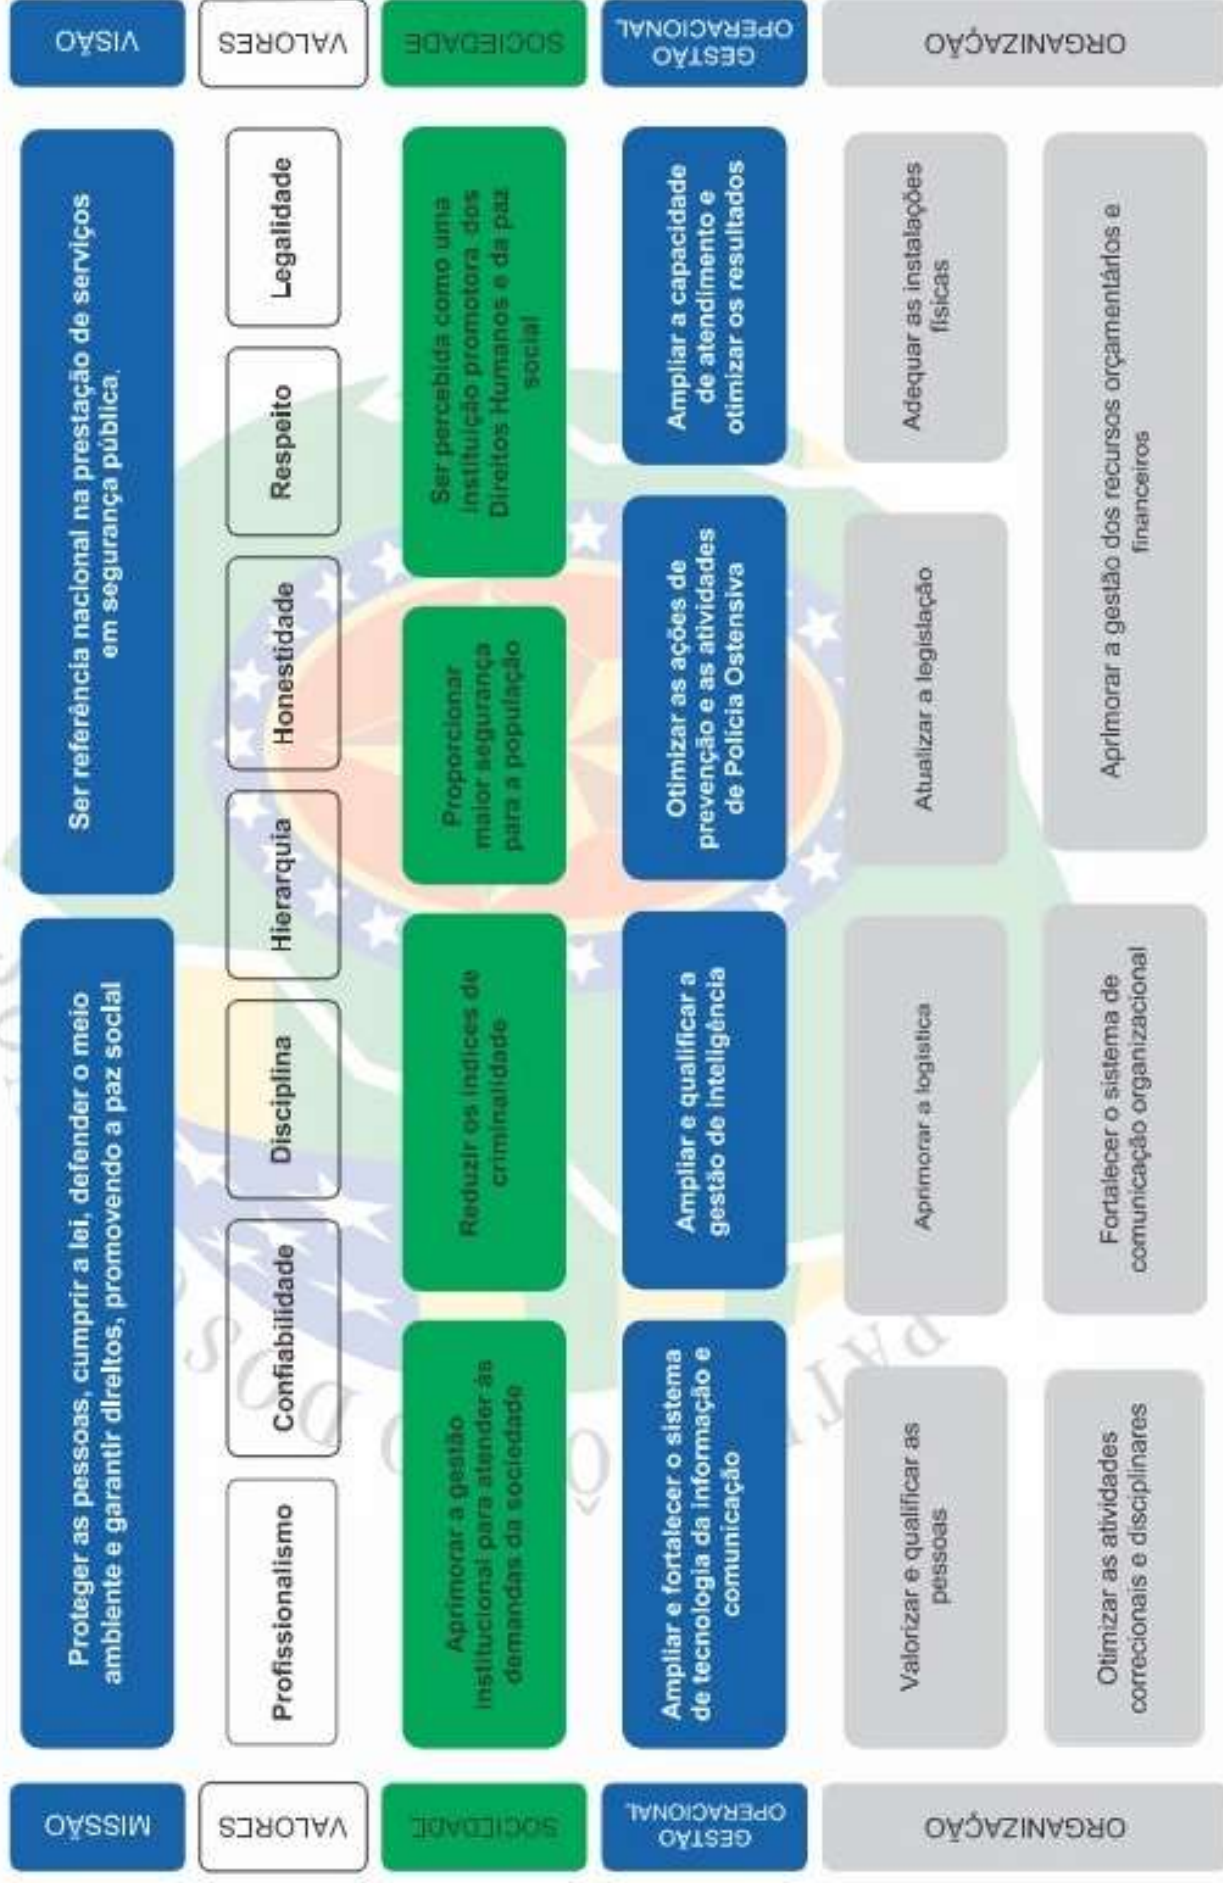 MISSÃO
Proteger as pessoas, cumprir a lei, defender o meio
ambiente e garantir direitos, promovendo a paz social
Ser referência nacional na prestação de serviços
em segurança pública.
VISÃO
VALORES
Profissionalismo
Confiabilidade
Disciplina
Hierarquia
Honestidade
Respeito
Legalidade
VALORES
SOCIEDADE
Aprimorar a gestão
institucional para atender às
demandas da sociedade
Reduzir os índices de
criminalidade
Proporcionar
maior segurança
para a população
Ser percebida como uma
instituição promotora dos
Direitos Humanos e da paz
social
SOCIEDADE
GESTÃO
OPERACIONAL
Ampliar e fortalecer o sistema
de tecnologia da informação e
comunicação
Ampliar e qualificar a
gestão de inteligência
Otimizar as ações de
prevenção e as atividades
de Polícia Ostensiva
Ampliar a capacidade
de atendimento e
otimizar os resultados
GESTÃO
OPERACIONAL
ORGANIZAÇÃO
Valorizar e qualificar as
pessoas
Aprimorar a logística
Atualizar a legislação
Adequar as instalações
físicas
Otimizar as atividades
correcionais e disciplinares
Fortalecer o sistema de
comunicação organizacional
Aprimorar a gestão dos recursos orçamentários e
financeiros
ORGANIZAÇÃO